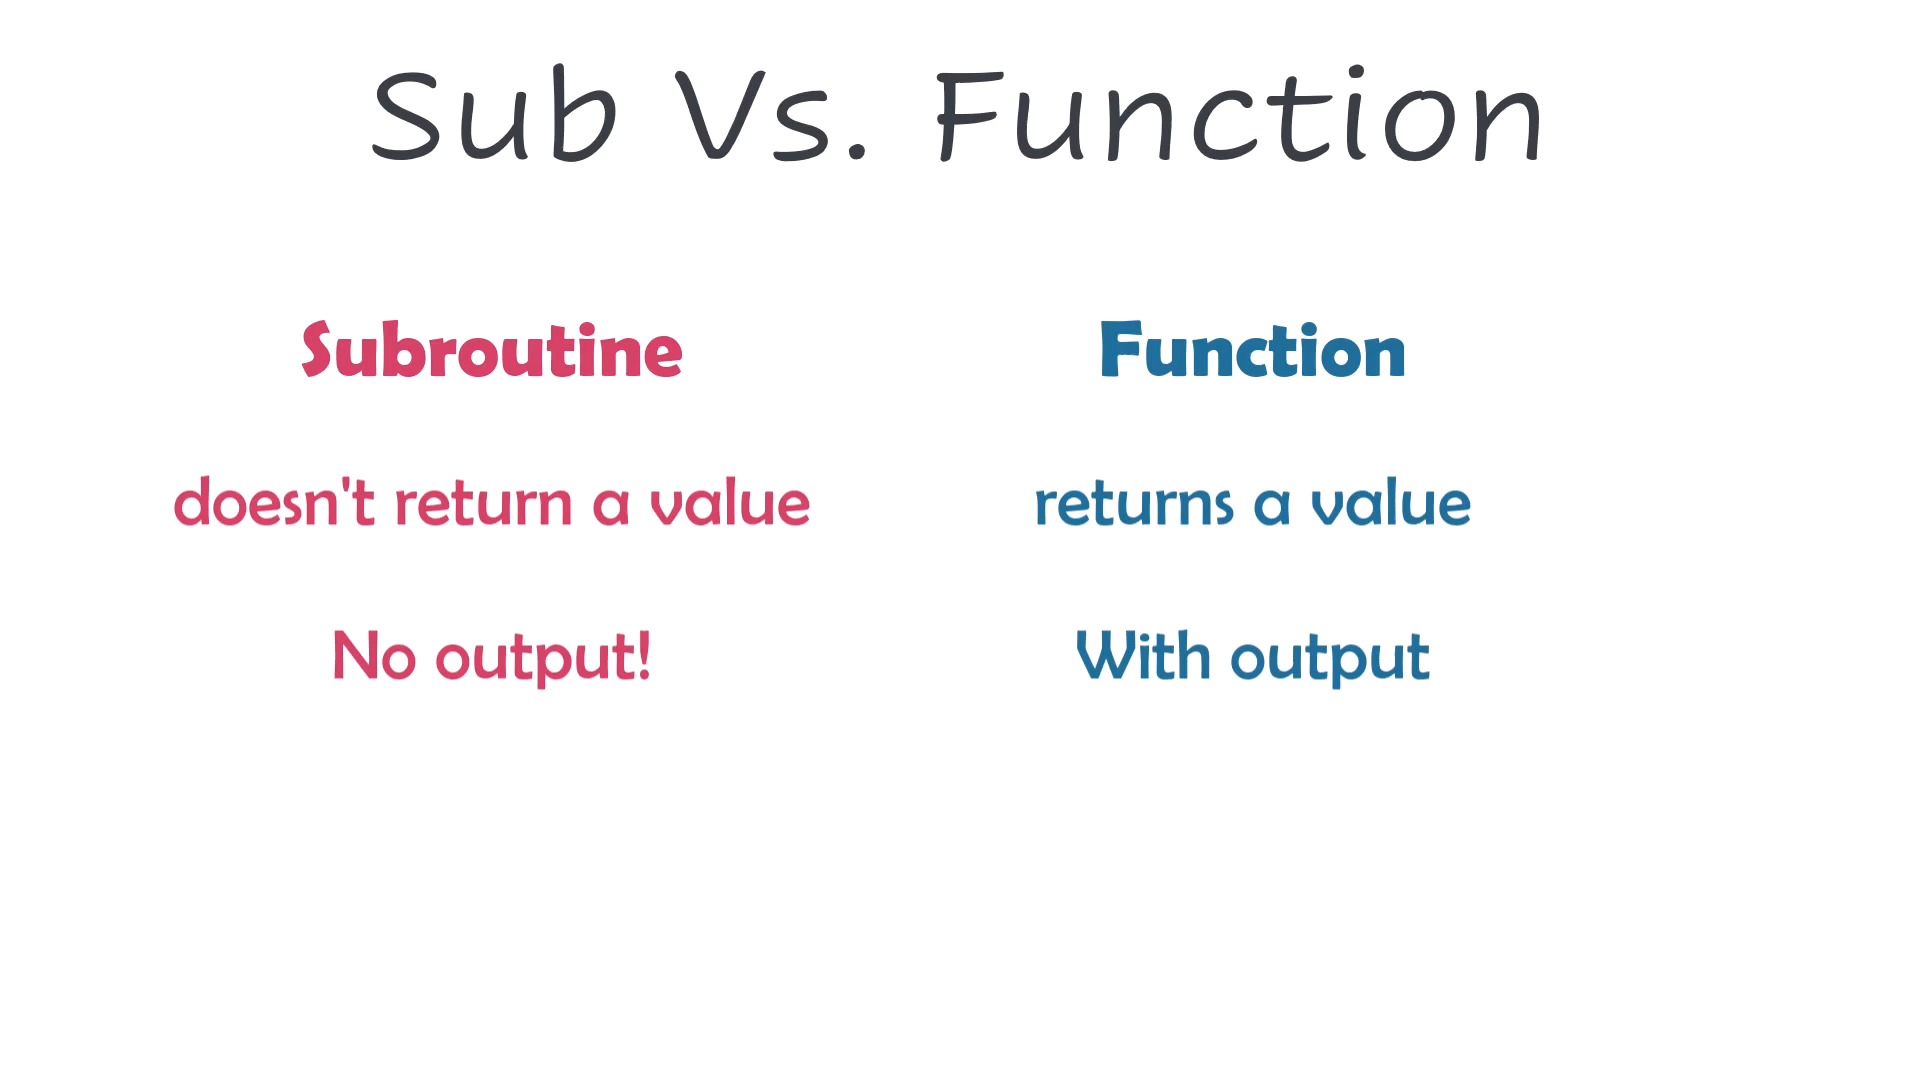 Sub Vs. Function
Subroutine
Function
doesn't return a value
returns a value
No output!
With output